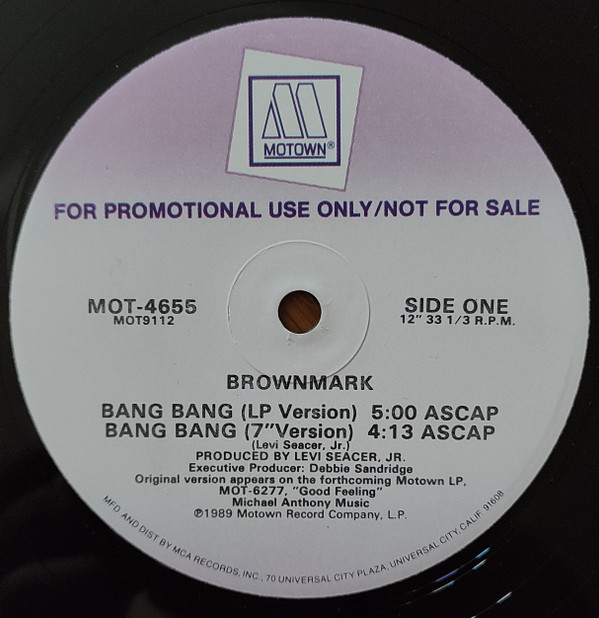 MOTOWN®
FOR PROMOTIONAL USE ONLY/NOT FOR SALE
MOT-4655
MOT9112
SIDE ONE
12" 33 1/3 R.P.M.
BROWNMARK
BANG BANG (LP Version) 5:00 ASCAP
BANG BANG (7"Version) 4:13 ASCAP
(Levi Seacer, Jr.)
PRODUCED BY LEVI SEACER, JR.
Executive Producer: Debbie Sandridge
Original version appears on the forthcoming Motown LP,
MOT-6277, "Good Feeling"
Michael Anthony Music
℗1989 Motown Record Company, L.P.
MFD AND DIST BY MCA RECORDS, INC., 70 UNIVERSAL CITY PLAZA, UNIVERSAL CITY, CALIF. 91608